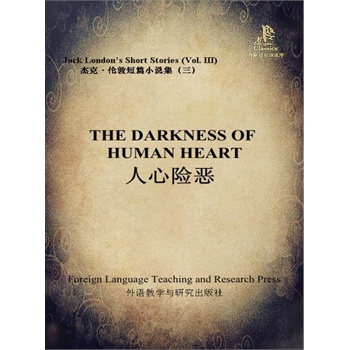 Jack London's Short Stories (Vol. III)
杰克·伦敦短篇小说集（三）
THE DARKNESS OF
HUMAN HEART
人心险恶
Foreign Language Teaching and Research Press
外语教学与研究出版社